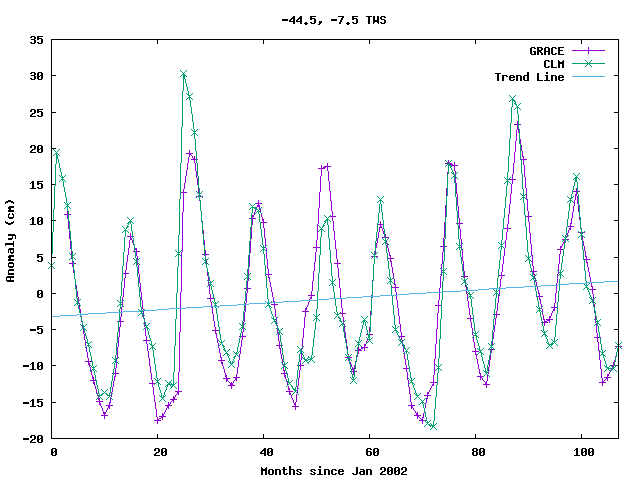 -44.5, -7.5 TWS
GRACE
CLM
Trend Line
35
30
25
20
15
10
5
0
-5
-10
-15
-20
Anomaly (cm)
0 20 40 60 80 100
Months since Jan 2002